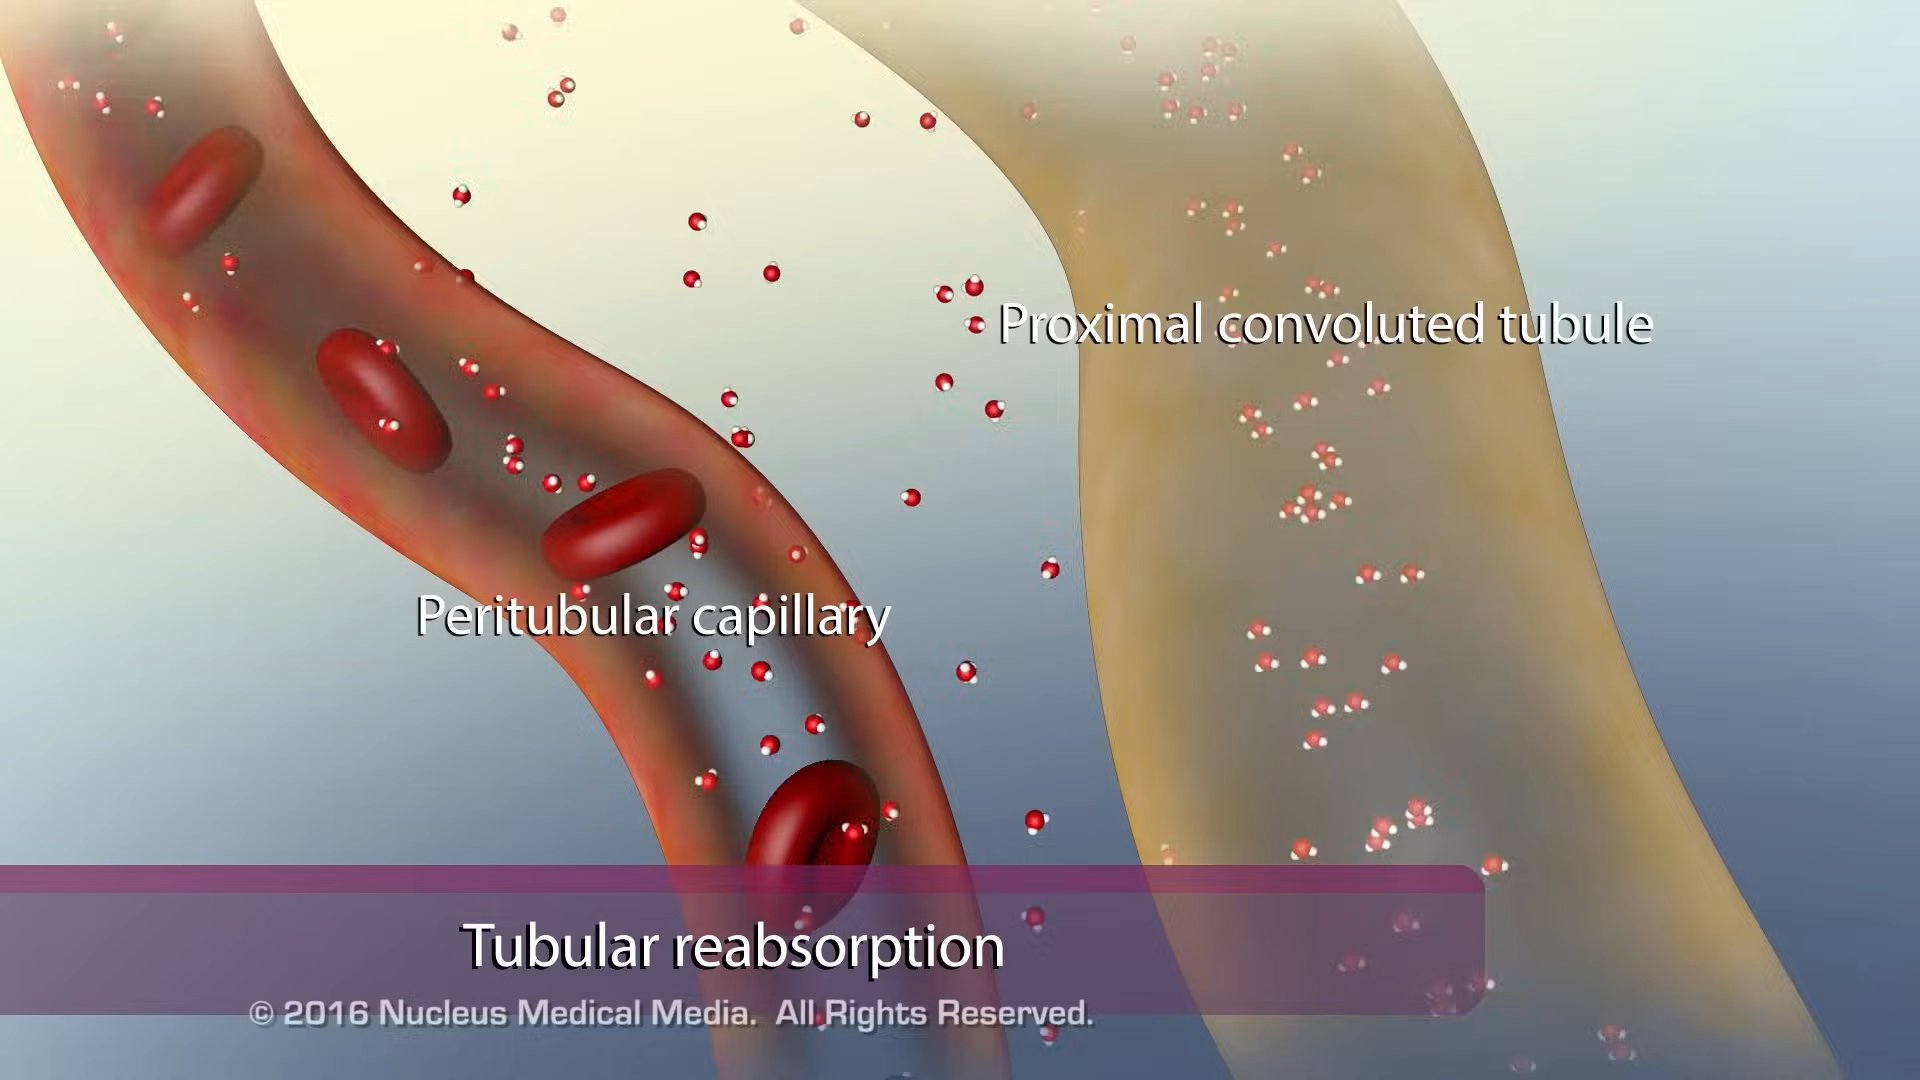 Proximal convoluted tubule
Peritubular capillary
Tubular reabsorption
© 2016 Nucleus Medical Media. All Rights Reserved.